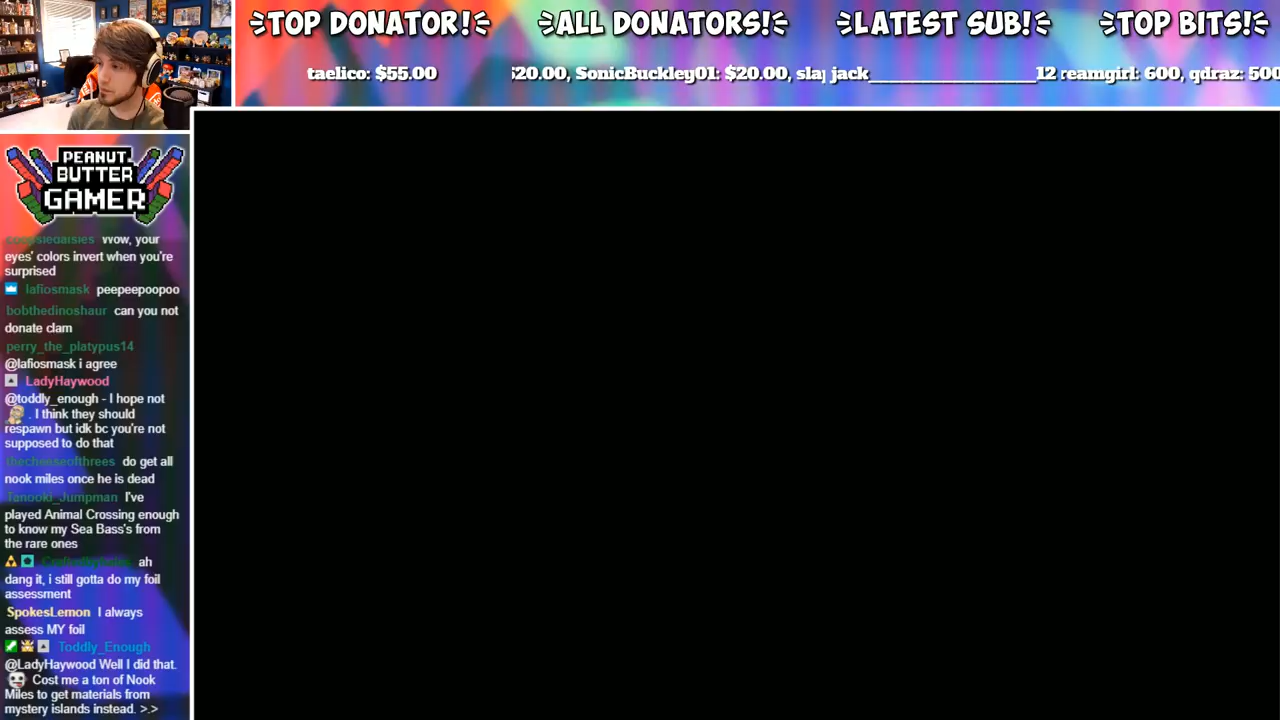 TOP DONATOR!
ALL DONATORS!
LATEST SUB!
TOP BITS!
taelico: $55.00
$20.00, SonicBuckley01: $20.00, sla
jack_________________12
reamgirl: 600, qdraz: 500
PEANUT
BUTTER
GAMER
Wow, your
eyes' colors invert when you're
surprised
lafiosmask peepeepoopoo
bobthedinoshaur can you not
donate clam
perry_the_platypus14
@lafiosmask i agree
LadyHaywood
@toddly_enough - I hope not
. I think they should
respawn but idk bc you're not
supposed to do that
thecheeseofthrees do get all
nook miles once he is dead
Tanooki_Jumpman I've
played Animal Crossing enough
to know my Sea Bass's from
the rare ones
ah
dang it, i still gotta do my foil
assessment
SpokesLemon I always
assess MY foil
Toddly_Enough
@LadyHaywood Well I did that.
Cost me a ton of Nook
Miles to get materials from
mystery islands instead. >.>